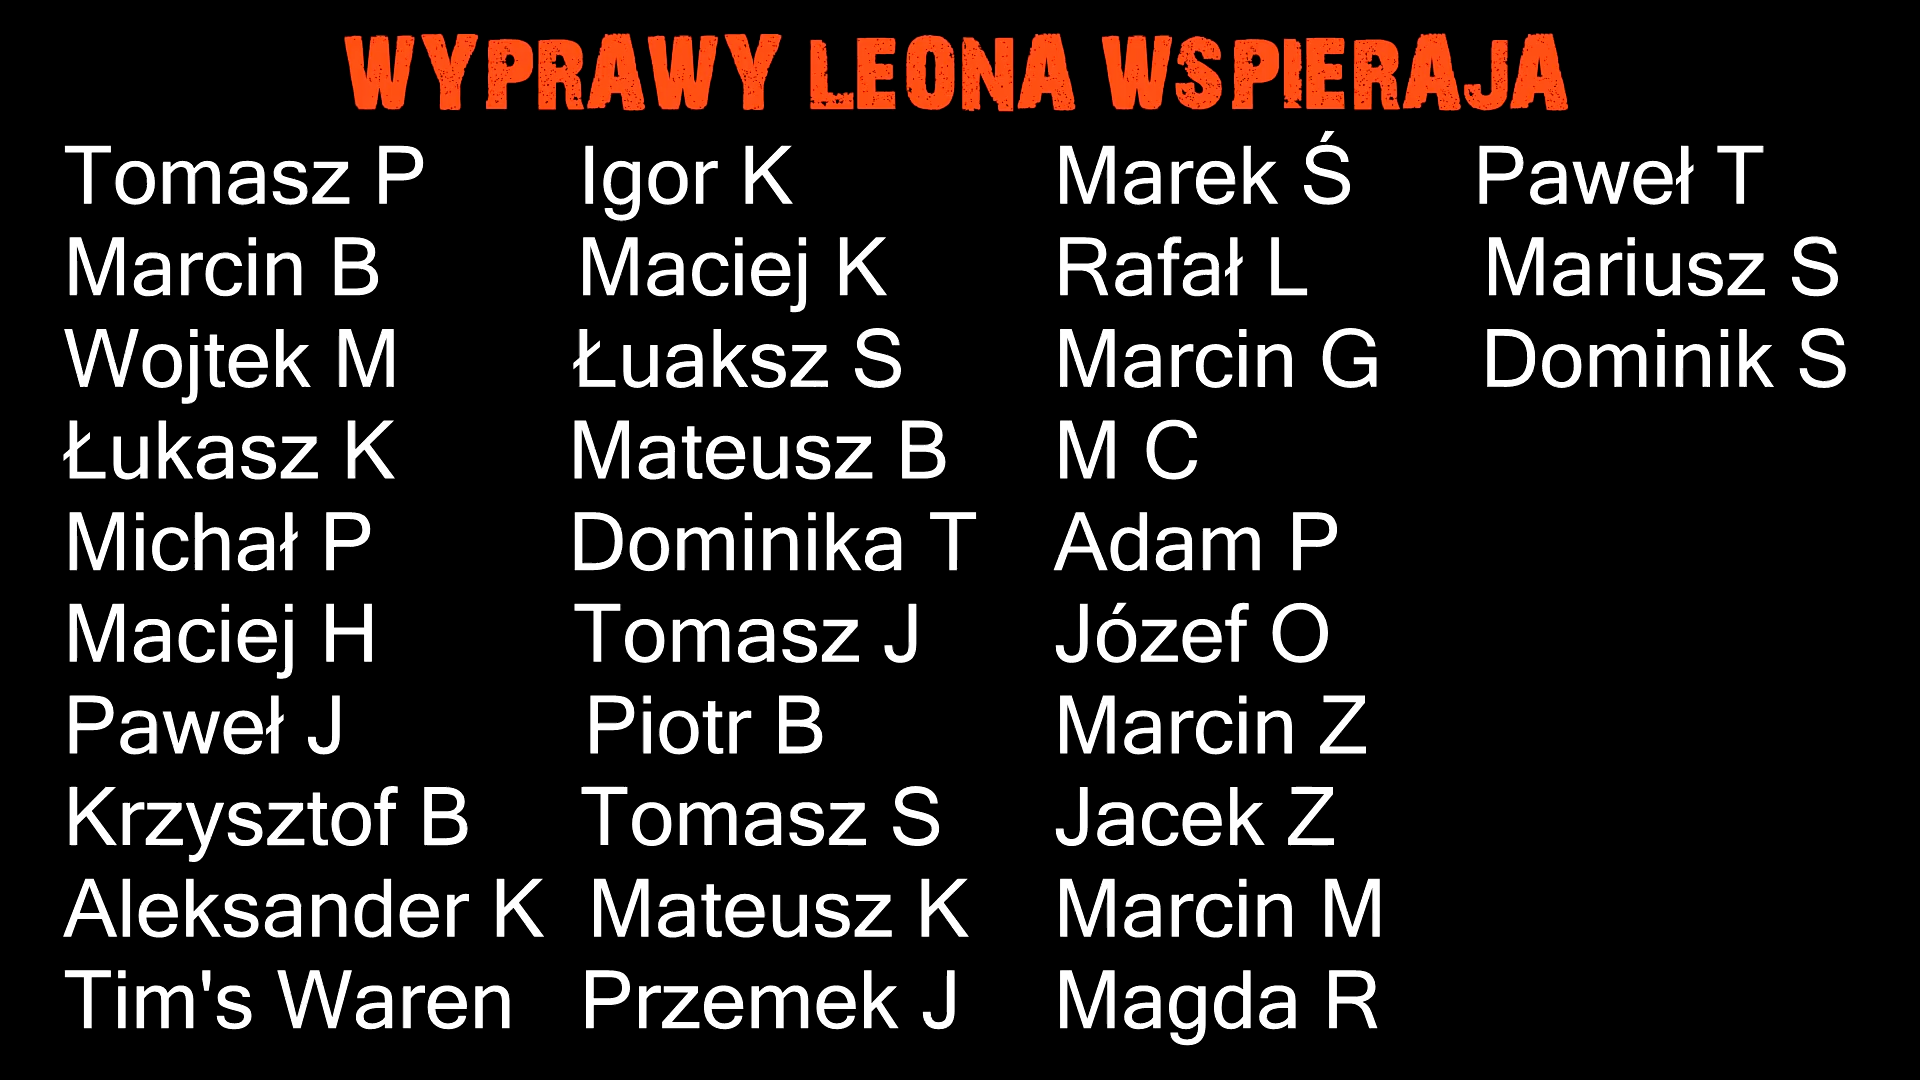 WYPRAWY LEONA WSPIERAJA
Tomasz P
Marcin B
Wojtek M
Łukasz K
Michał P
Maciej H
Paweł J
Krzysztof B
Aleksander K
Tim's Waren
Igor K
Maciej K
Łuaksz S
Mateusz B
Dominika T
Tomasz J
Piotr B
Tomasz S
Mateusz K
Przemek J
Marek Ś
Rafał L
Marcin G
M C
Adam P
Józef O
Marcin Z
Jacek Z
Marcin M
Magda R
Paweł T
Mariusz S
Dominik S